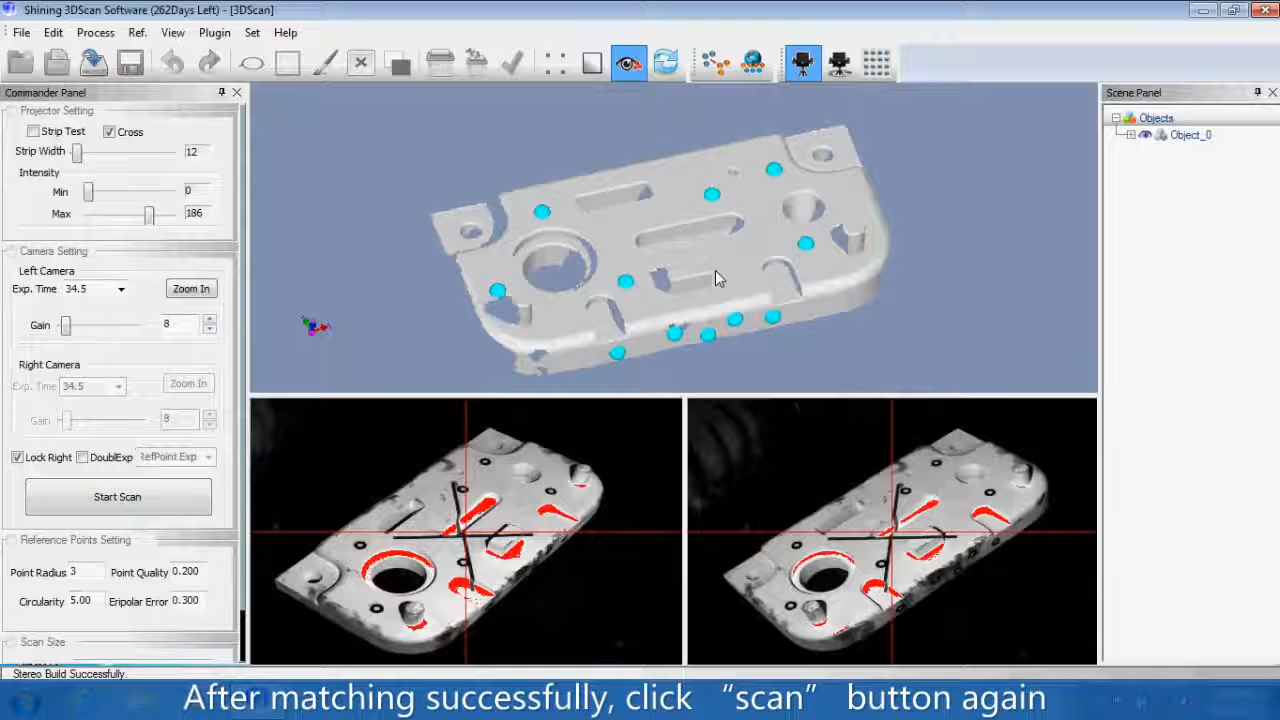 Shining 3DScan Software (262Days Left) - [3DScan]
File Edit Process Ref. View Plugin Set Help
Commander Panel
Projector Setting
Strip Test Cross
Strip Width 12
Intensity
Min 0
Max 186
Camera Setting
Left Camera
Exp. Time 34.5 Zoom In
Gain 8
Right Camera
Exp. Time 34.5 Zoom In
Gain 8
Lock Right DoublExp RefPoint Exp
Start Scan
Reference Points Setting
Point Radius 3 Point Quality 0.200
Circularity 5.00 Eripolar Error 0.300
Scan Size
Stereo Build Successfully
Scene Panel
Objects
Object_0
After matching successfully, click “scan” button again